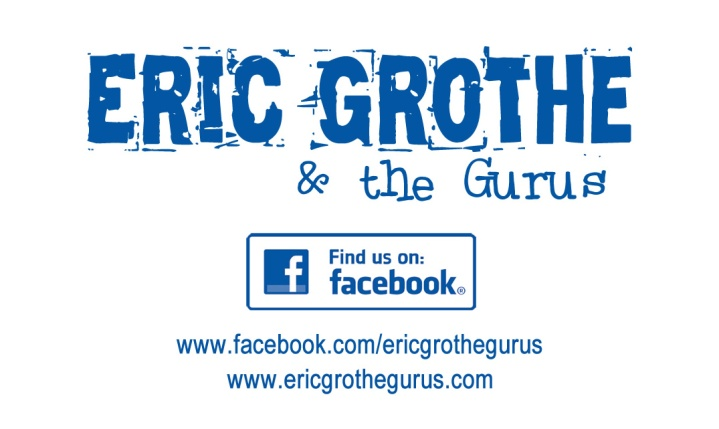 ERIC GROTHE
& the Gurus
f
Find us on:
facebook®
www.facebook.com/ericgrothegurus
www.ericgrothegurus.com